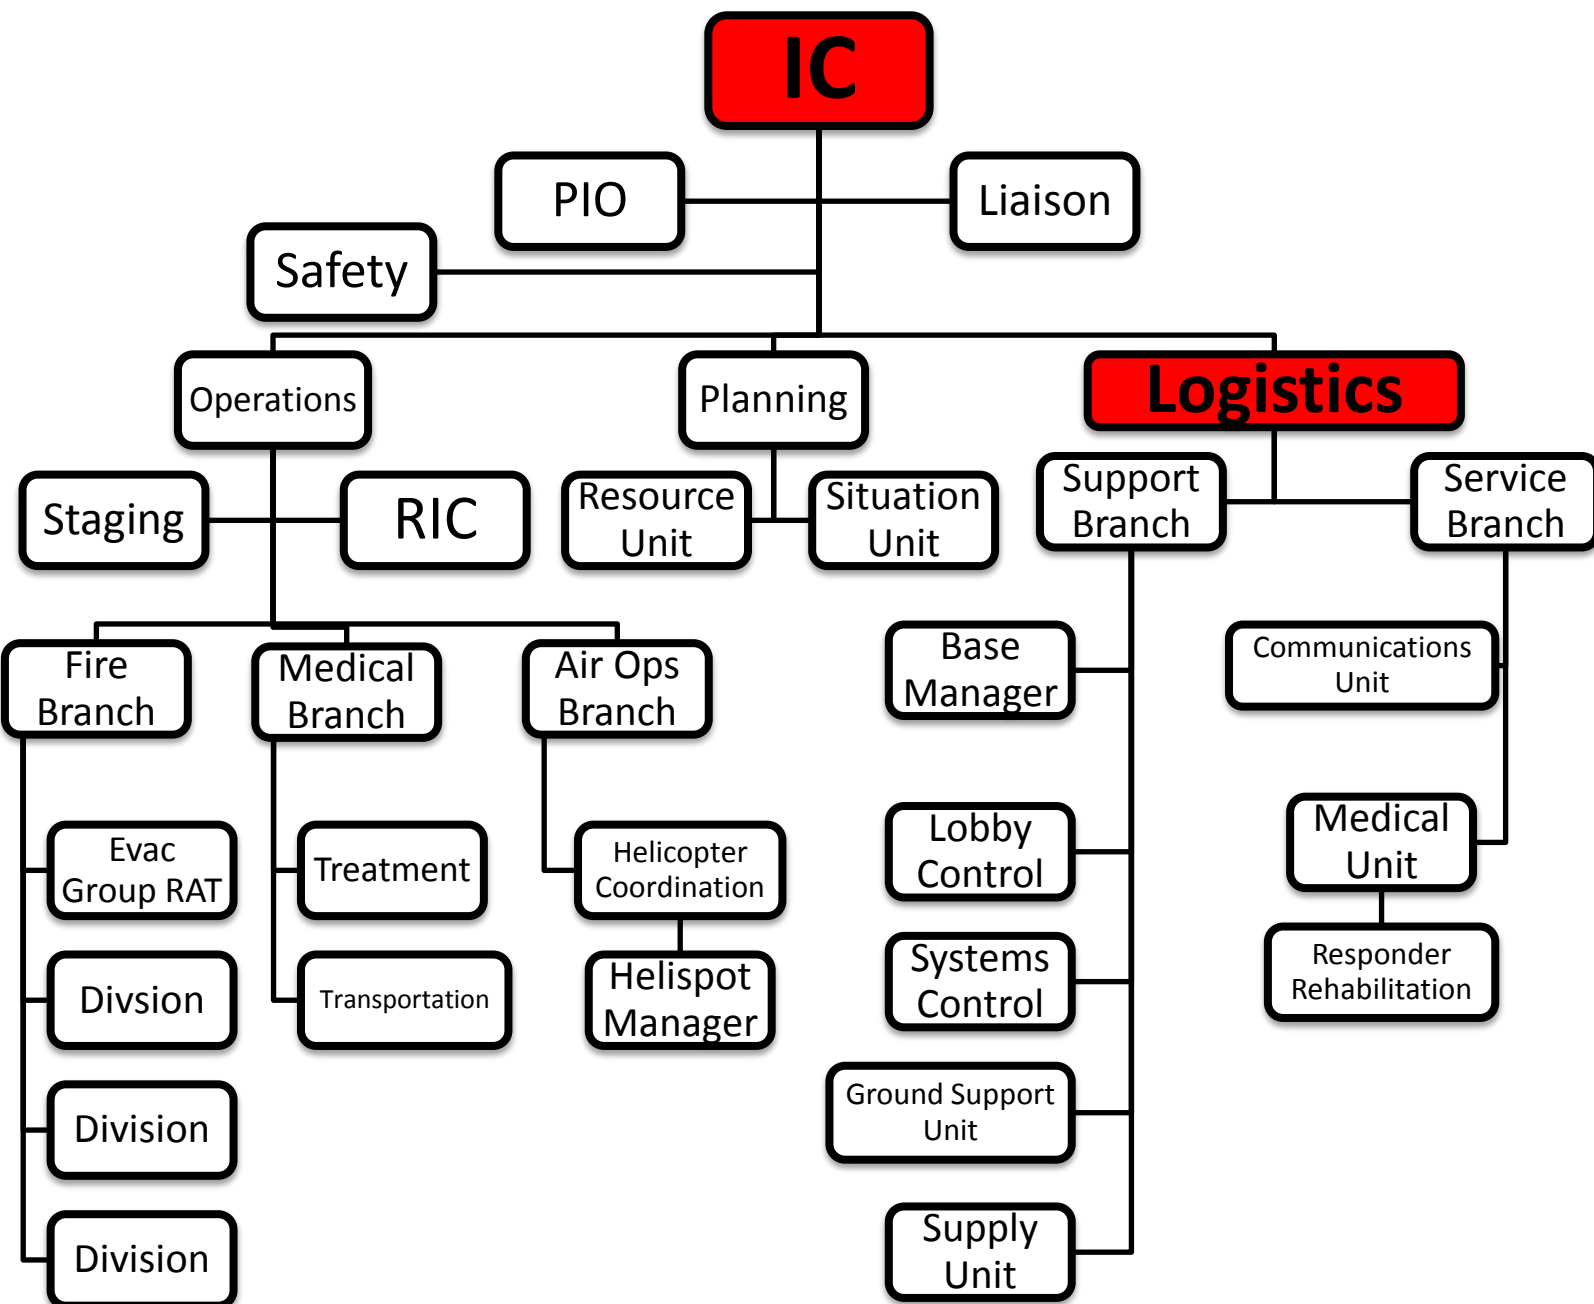 IC
PIO
Liaison
Safety
Operations
Planning
Logistics
Staging
RIC
Resource
Unit
Situation
Unit
Support
Branch
Service
Branch
Fire
Branch
Medical
Branch
Air Ops
Branch
Base
Manager
Communications
Unit
Evac
Group RAT
Treatment
Helicopter
Coordination
Lobby
Control
Medical
Unit
Divsion
Transportation
Helispot
Manager
Systems
Control
Responder
Rehabilitation
Division
Ground Support
Unit
Division
Supply
Unit